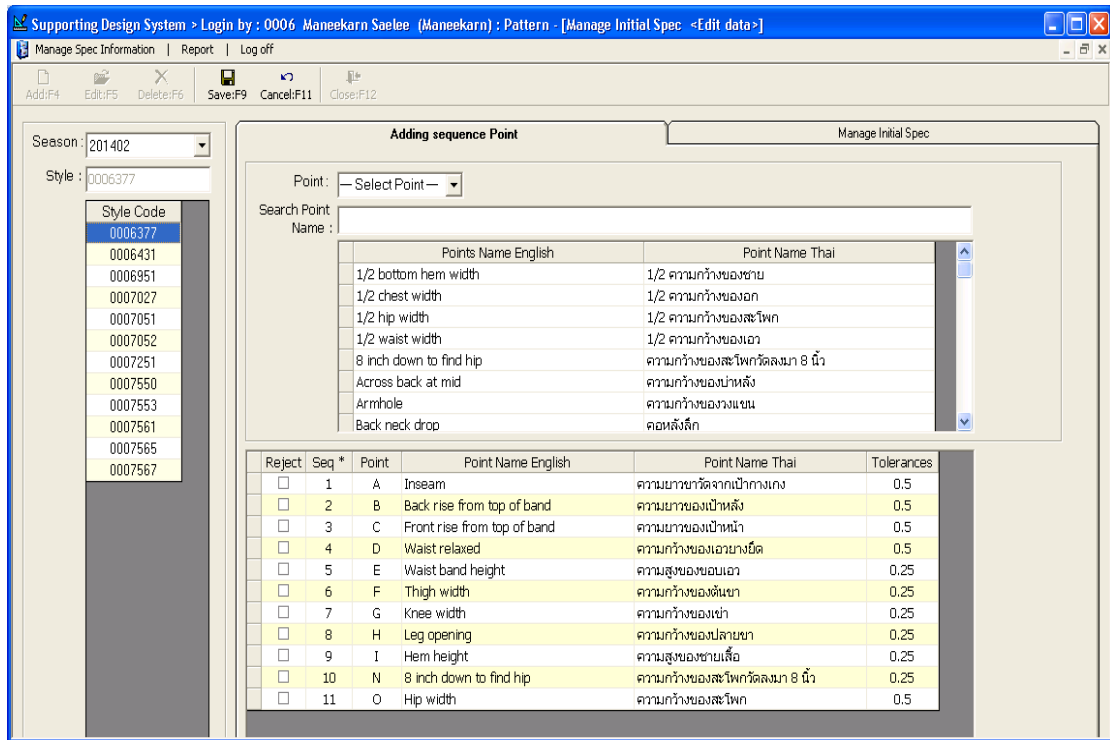 Supporting Design System > Login by : 0006 Maneekarn Saelee (Maneekarn) : Pattern - [Manage Initial Spec <Edit data>]
Manage Spec Information | Report | Log off
Add:F4 Edit:F5 Delete:F6 Save:F9 Cancel:F11 Close:F12
Season : 201402
Style : 0006377
Style Code
0006377
0006431
0006951
0007027
0007051
0007052
0007251
0007550
0007553
0007561
0007565
0007567
Adding sequence Point Manage Initial Spec
Point : --- Select Point ---
Search Point
Name :
Points Name English Point Name Thai
1/2 bottom hem width 1/2 ความกว้างของชาย
1/2 chest width 1/2 ความกว้างของอก
1/2 hip width 1/2 ความกว้างของสะโพก
1/2 waist width 1/2 ความกว้างของเอว
8 inch down to find hip ความกว้างของสะโพกวัดลงมา 8 นิ้ว
Across back at mid ความกว้างของบ่าหลัง
Armhole ความกว้างของวงแขน
Back neck drop คอหลังลึก
Reject Seq * Point Point Name English Point Name Thai Tolerances
1 A Inseam ความยาวขาวัดจากเป้ากางเกง 0.5
2 B Back rise from top of band ความยาวของเป้าหลัง 0.5
3 C Front rise from top of band ความยาวของเป้าหน้า 0.5
4 D Waist relaxed ความกว้างของเอวยางยืด 0.5
5 E Waist band height ความสูงของขอบเอว 0.25
6 F Thigh width ความกว้างของต้นขา 0.25
7 G Knee width ความกว้างของเข่า 0.25
8 H Leg opening ความกว้างของปลายขา 0.25
9 I Hem height ความสูงของชายเสื้อ 0.25
10 N 8 inch down to find hip ความกว้างของสะโพกวัดลงมา 8 นิ้ว 0.25
11 O Hip width ความกว้างของสะโพก 0.5